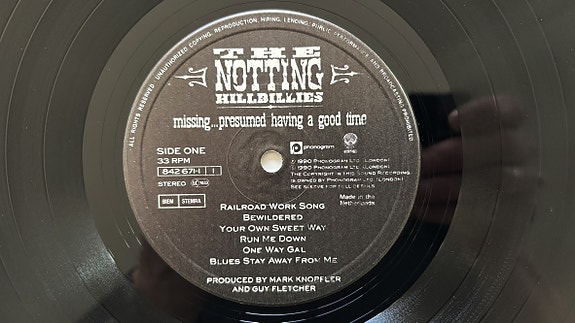 ALL RIGHTS RESERVED. UNAUTHORIZED COPYING, REPRODUCTION, HIRING, LENDING, PUBLIC PERFORMANCE AND BROADCASTING PROHIBITED
THE
NOTTING
HILLBILLIES
missing...presumed having a good time
SIDE ONE
33 RPM
842 671-1 1
STEREO
BIEM STEMRA
phonogram
℗ 1990 PHONOGRAM LTD. (LONDON)
© 1990 PHONOGRAM LTD. (LONDON)
THE COPYRIGHT IN THIS SOUND RECORDING
IS OWNED BY PHONOGRAM LTD. (LONDON)
SEE SLEEVE FOR FULL DETAILS
Made in the
Netherlands
RAILROAD WORK SONG
BEWILDERED
YOUR OWN SWEET WAY
RUN ME DOWN
ONE WAY GAL
BLUES STAY AWAY FROM ME
PRODUCED BY MARK KNOPFLER
AND GUY FLETCHER